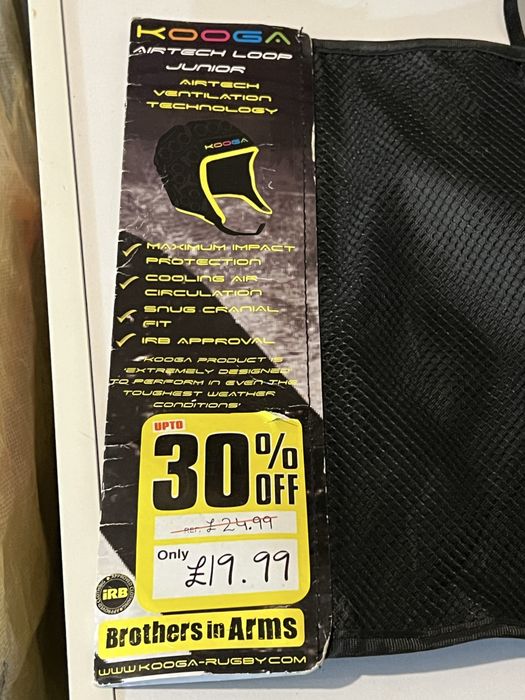 KOOGA
AIRTECH LOOP
JUNIOR
AIRTECH
VENTILATION
TECHNOLOGY
KOOGA
MAXIMUM IMPACT
PROTECTION
COOLING AIR
CIRCULATION
SNUG CRANIAL
FIT
IRB APPROVAL
KOOGA PRODUCT IS
'EXTREMELY DESIGNED'
TO PERFORM IN EVEN THE
TOUGHEST WEATHER
CONDITIONS'
UPTO
30% OFF
REF. £24.99
Only £19.99
iRB
Brothers in Arms
WWW.KOOGA-RUGBY.COM